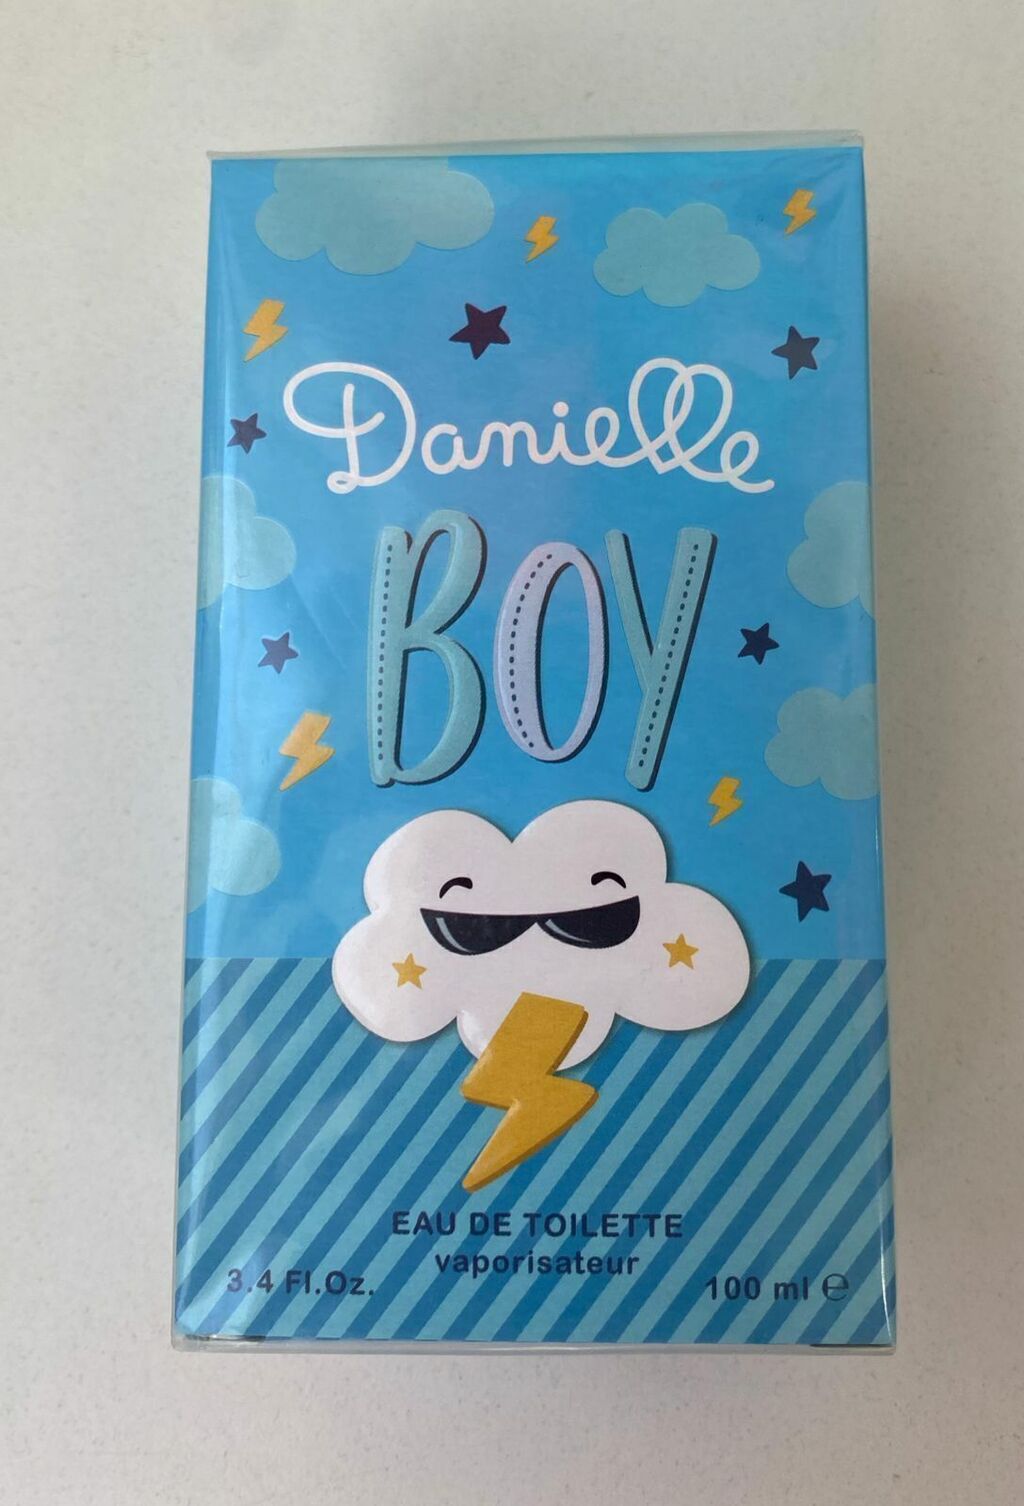 Danielle
BOY
EAU DE TOILETTE
vaporisateur
3.4 Fl.Oz.
100 ml ℮